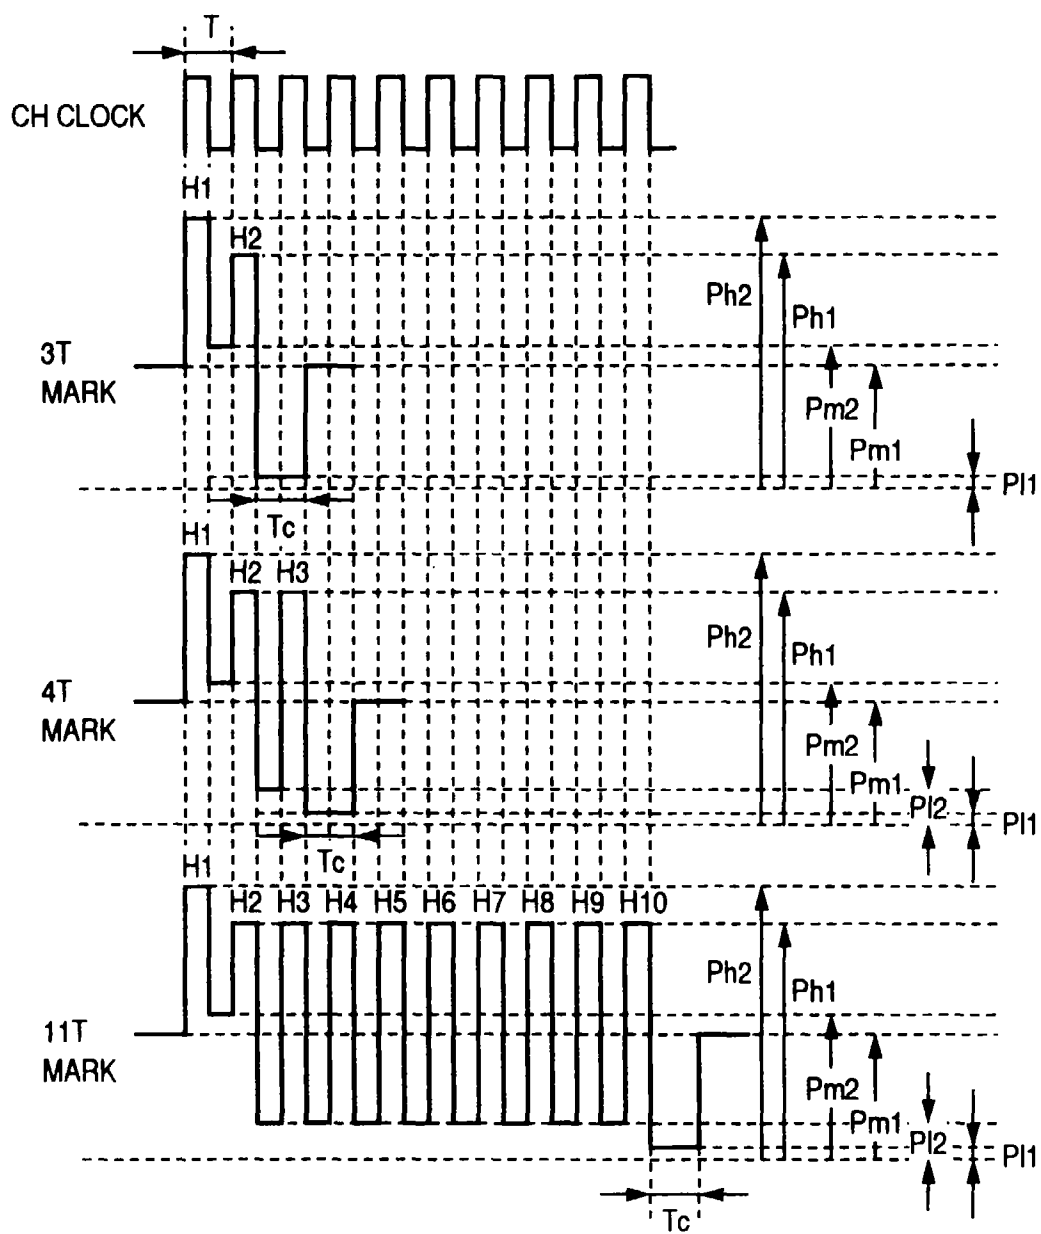 T
CH CLOCK
H1
H2
Ph2
Ph1
3T
MARK
Pm2
Pm1
Pl1
Tc
H1
H2 H3
Ph2
Ph1
4T
MARK
Pm2
Pm1
Pl2
Pl1
Tc
H1
H2 H3 H4 H5 H6 H7 H8 H9 H10
Ph2
Ph1
11T
MARK
Pm2
Pm1
Pl2
Pl1
Tc